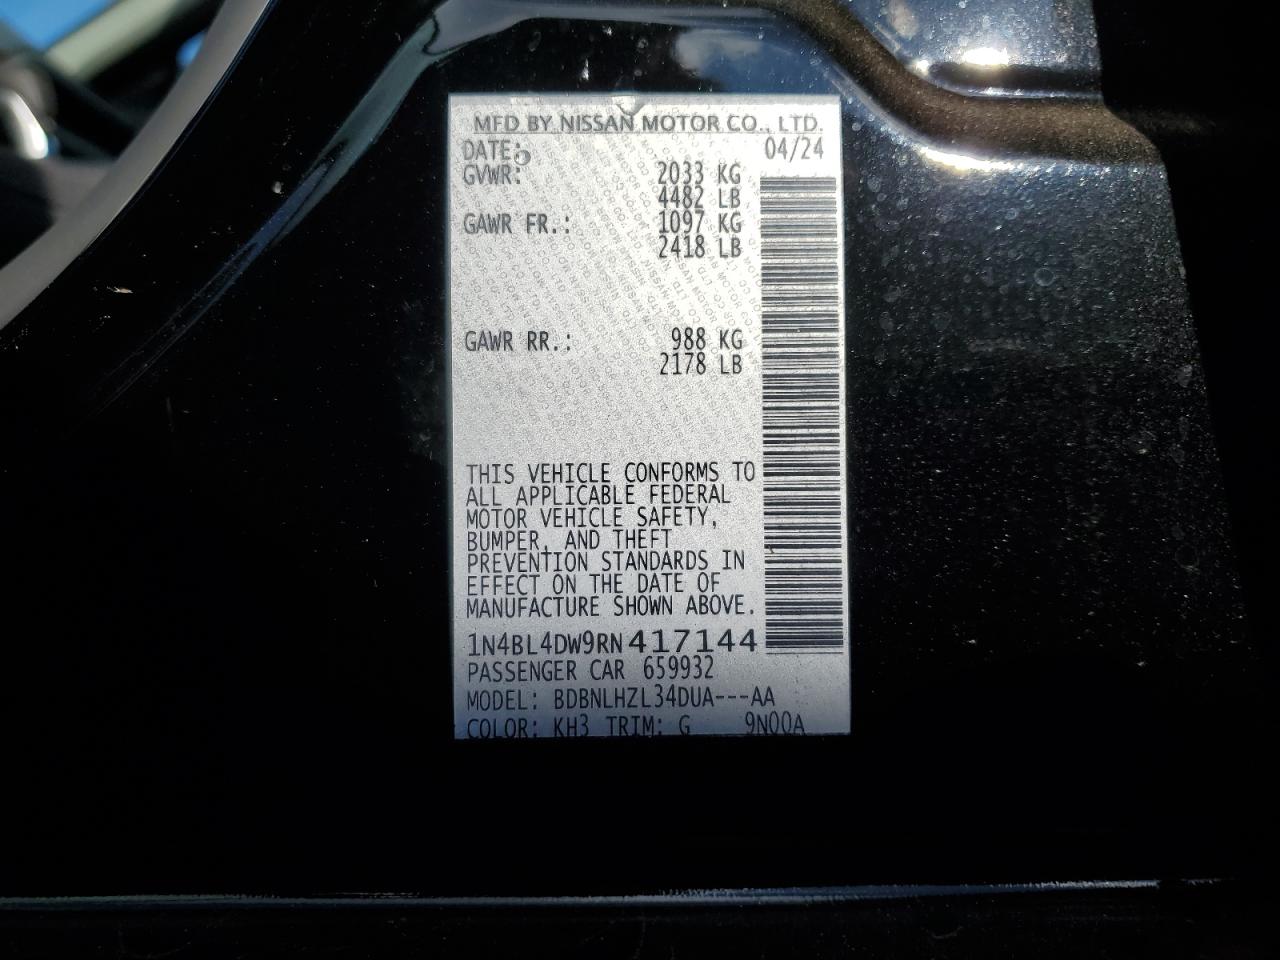 MFD BY NISSAN MOTOR CO., LTD.
DATE: 04/24
GVWR: 2033 KG
4482 LB
GAWR FR.: 1097 KG
2418 LB
GAWR RR.: 988 KG
2178 LB
THIS VEHICLE CONFORMS TO
ALL APPLICABLE FEDERAL
MOTOR VEHICLE SAFETY,
BUMPER, AND THEFT
PREVENTION STANDARDS IN
EFFECT ON THE DATE OF
MANUFACTURE SHOWN ABOVE.
1N4BL4DW9RN417144
PASSENGER CAR 659932
MODEL: BDBNLHZL34DUA---AA
COLOR: KH3 TRIM: G 9N00A